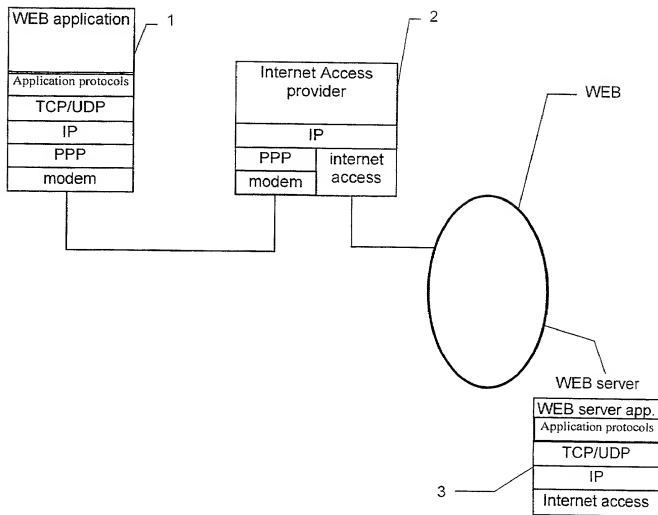 WEB application
1
Application protocols
TCP/UDP
IP
PPP
modem
2
Internet Access
provider
IP
PPP
modem
internet
access
WEB
WEB server
WEB server app.
Application protocols
TCP/UDP
IP
Internet access
3